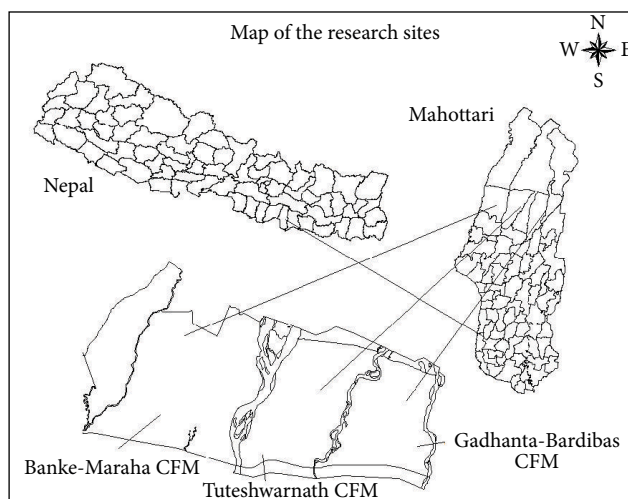 Map of the research sites
N
W E
S
Mahottari
Nepal
Banke-Maraha CFM
Tuteshwarnath CFM
Gadhanta-Bardibas
CFM